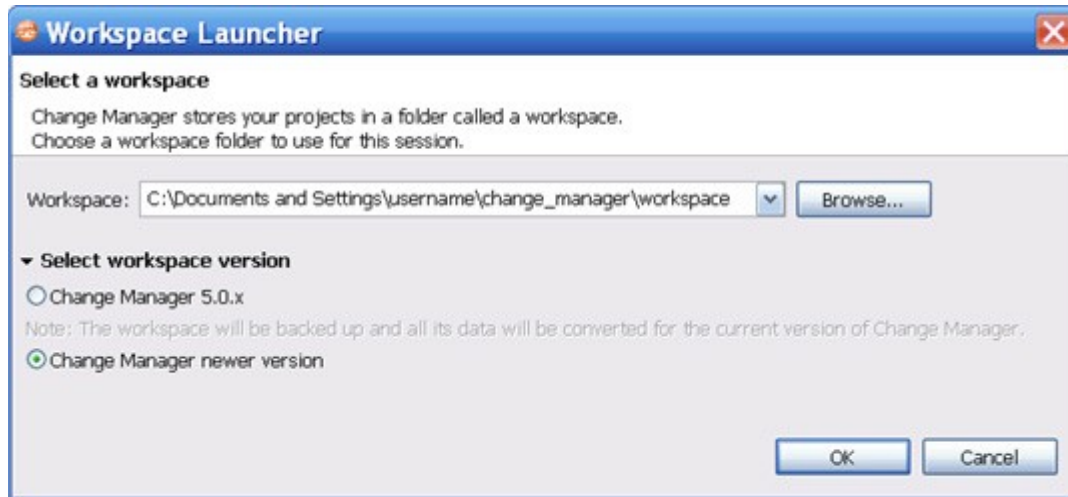 Workspace Launcher
Select a workspace
Change Manager stores your projects in a folder called a workspace.
Choose a workspace folder to use for this session.
Workspace: C:\Documents and Settings\username\change_manager\workspace Browse...
Select workspace version
Change Manager 5.0.x
Note: The workspace will be backed up and all its data will be converted for the current version of Change Manager.
Change Manager newer version
OK Cancel